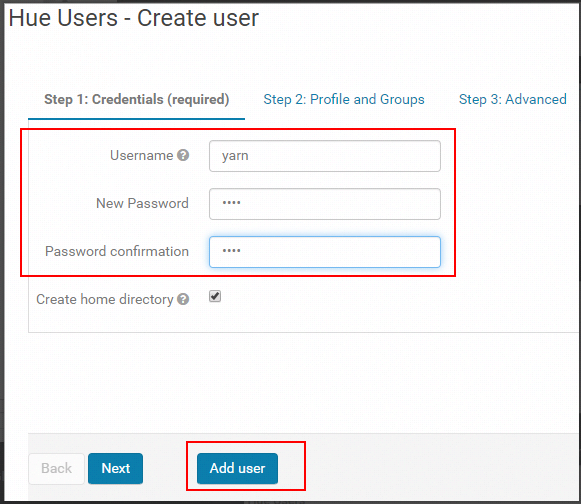 Hue Users - Create user
Step 1: Credentials (required) Step 2: Profile and Groups Step 3: Advanced
Username ? yarn
New Password ••••
Password confirmation ••••
Create home directory ?
Back Next Add user